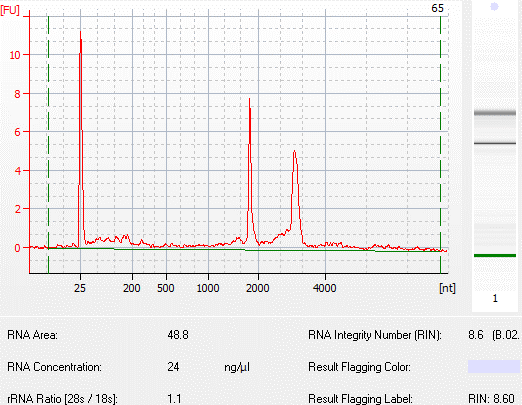 [FU]
65
10
8
6
4
2
0
25 200 500 1000 2000 4000 [nt]
1
RNA Area: 48.8 RNA Integrity Number (RIN): 8.6 (B.02.
RNA Concentration: 24 ng/µl Result Flagging Color:
rRNA Ratio [28s / 18s]: 1.1 Result Flagging Label: RIN: 8.60